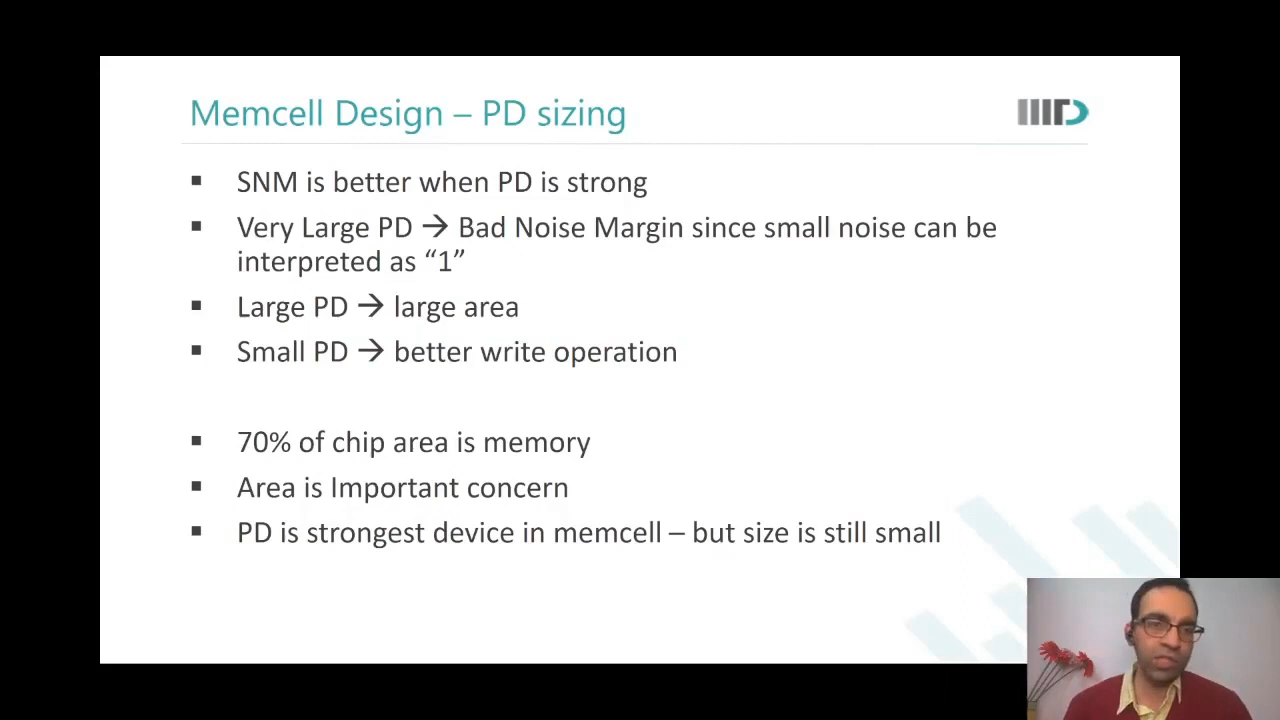 Memcell Design – PD sizing
IIITD
▪ SNM is better when PD is strong
▪ Very Large PD → Bad Noise Margin since small noise can be
interpreted as “1”
▪ Large PD → large area
▪ Small PD → better write operation
▪ 70% of chip area is memory
▪ Area is Important concern
▪ PD is strongest device in memcell – but size is still small